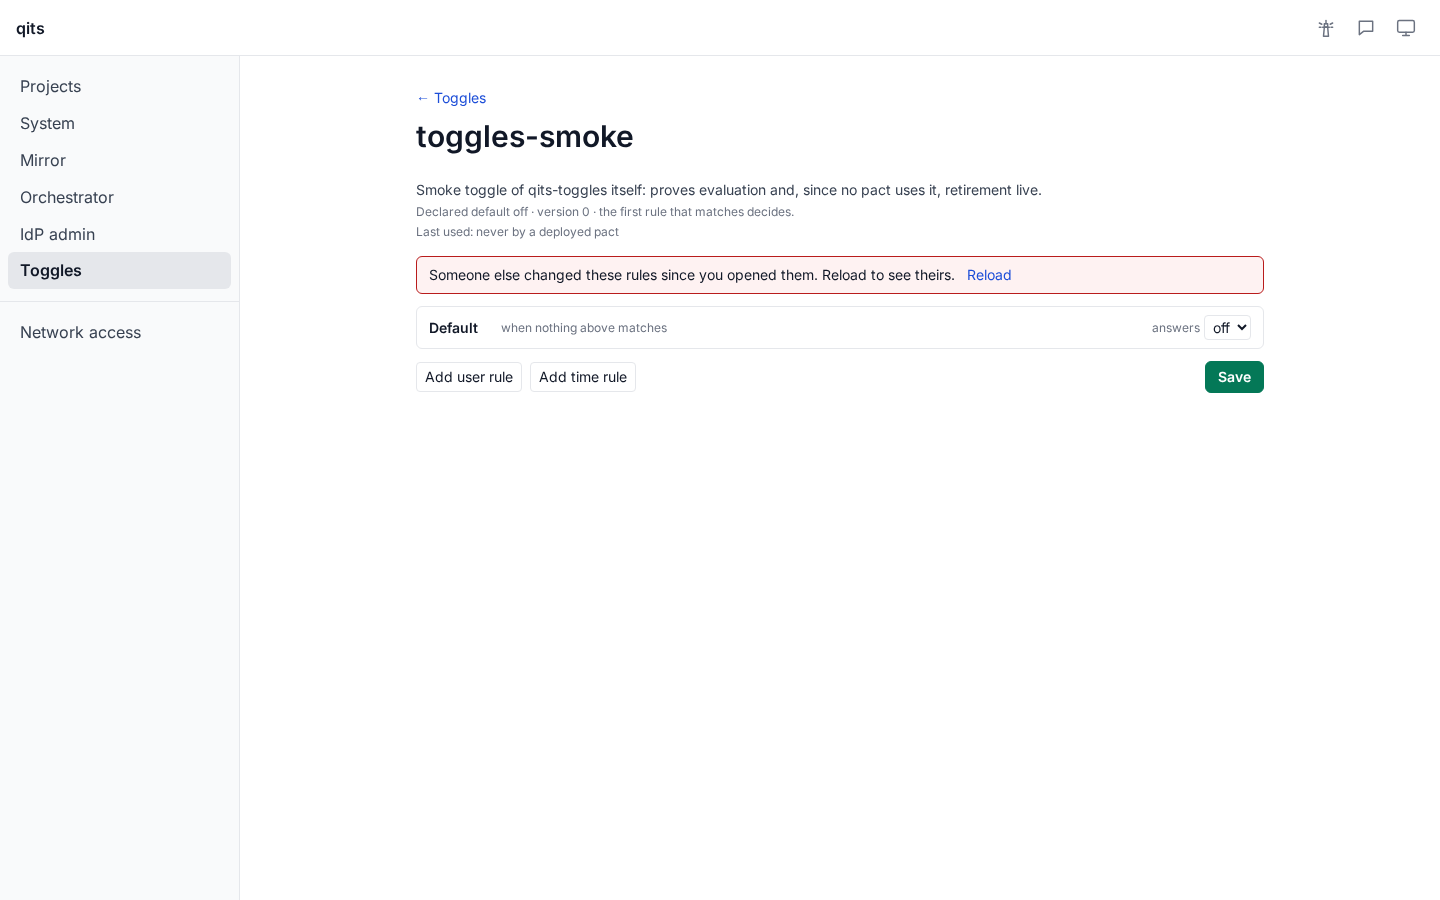 qits
Projects
System
Mirror
Orchestrator
IdP admin
Toggles
Network access
← Toggles
toggles-smoke
Smoke toggle of qits-toggles itself: proves evaluation and, since no pact uses it, retirement live.
Declared default off · version 0 · the first rule that matches decides.
Last used: never by a deployed pact
Someone else changed these rules since you opened them. Reload to see theirs. Reload
Default when nothing above matches answers off
Add user rule Add time rule Save